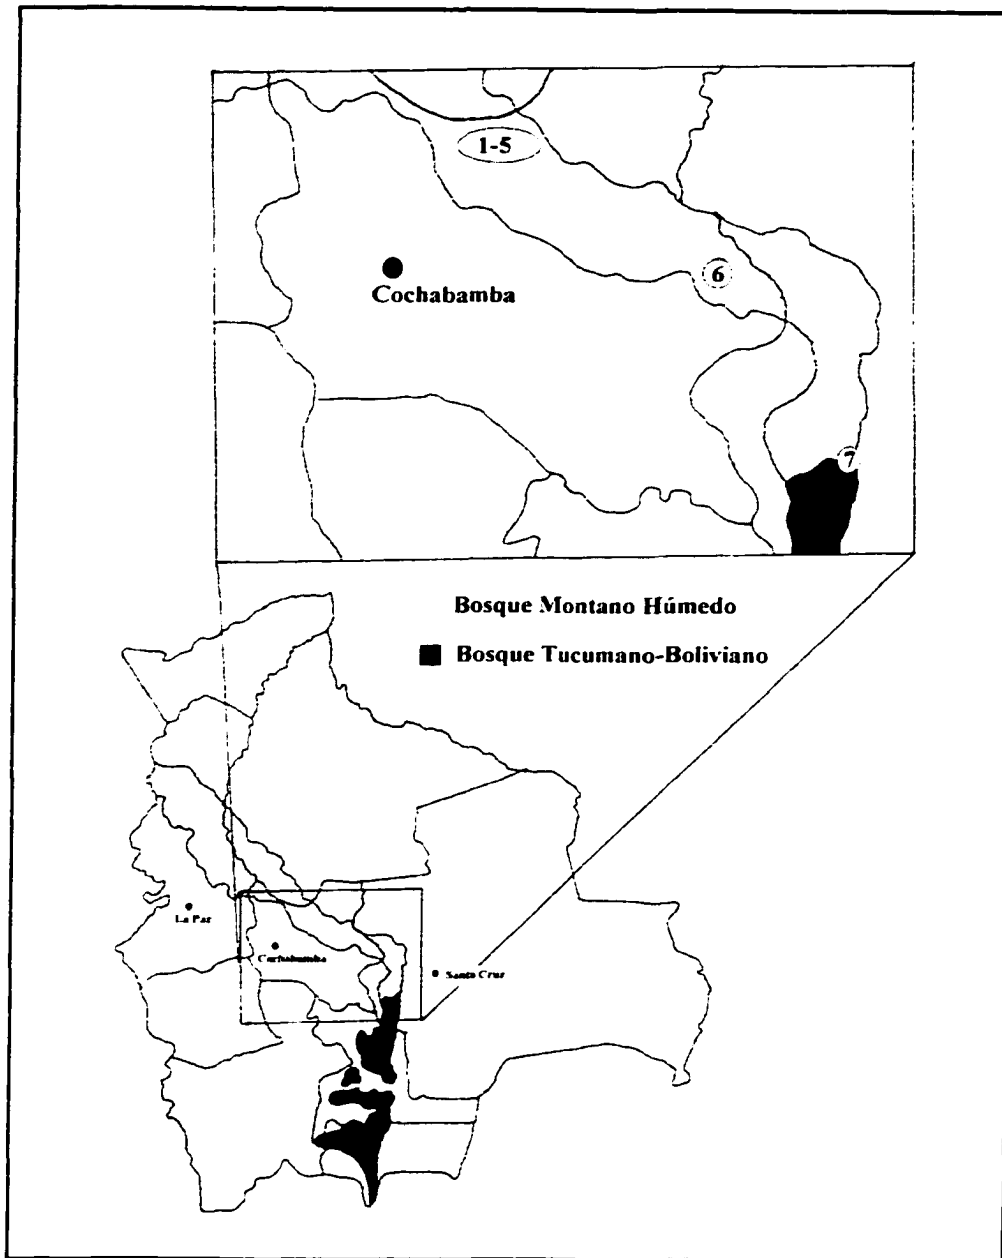 1-5
6
Cochabamba
7
Bosque Montano Húmedo
Bosque Tucumano-Boliviano
La Paz
Cochabamba
Santa Cruz